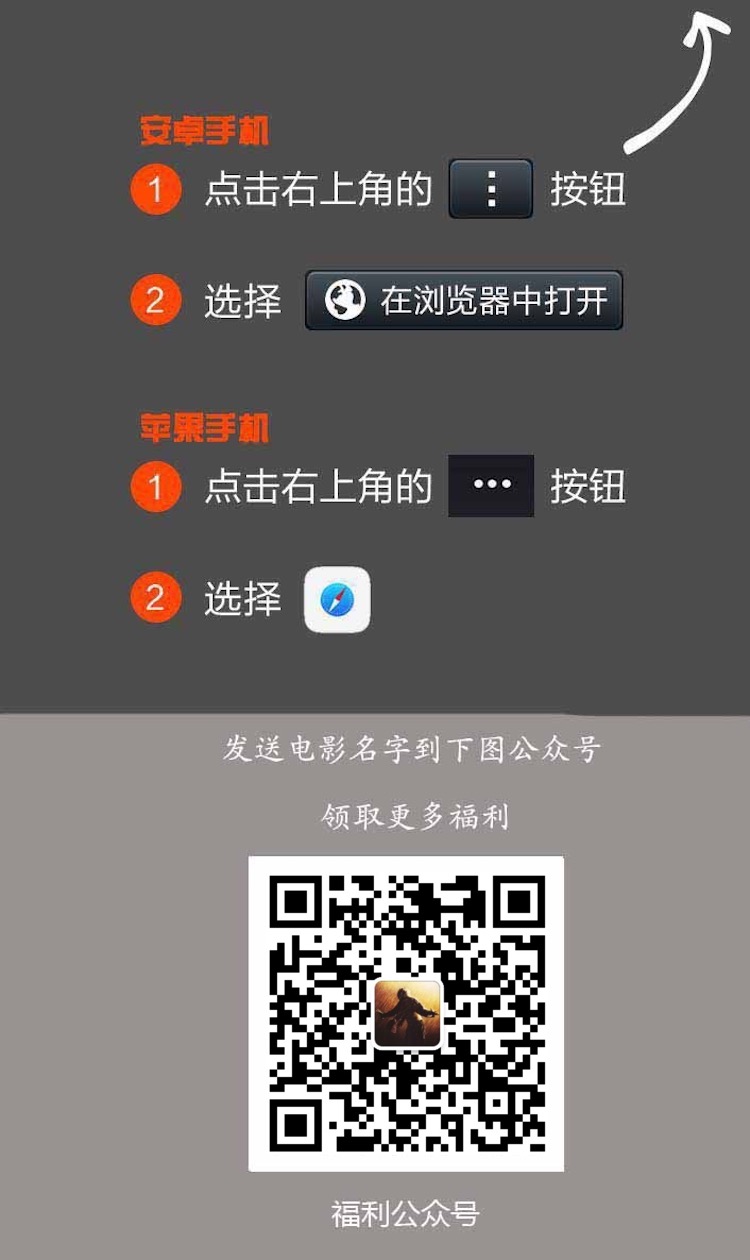 安卓手机
1 点击右上角的 按钮
2 选择 在浏览器中打开
苹果手机
1 点击右上角的 按钮
2 选择
发送电影名字到下图公众号
领取更多福利
福利公众号